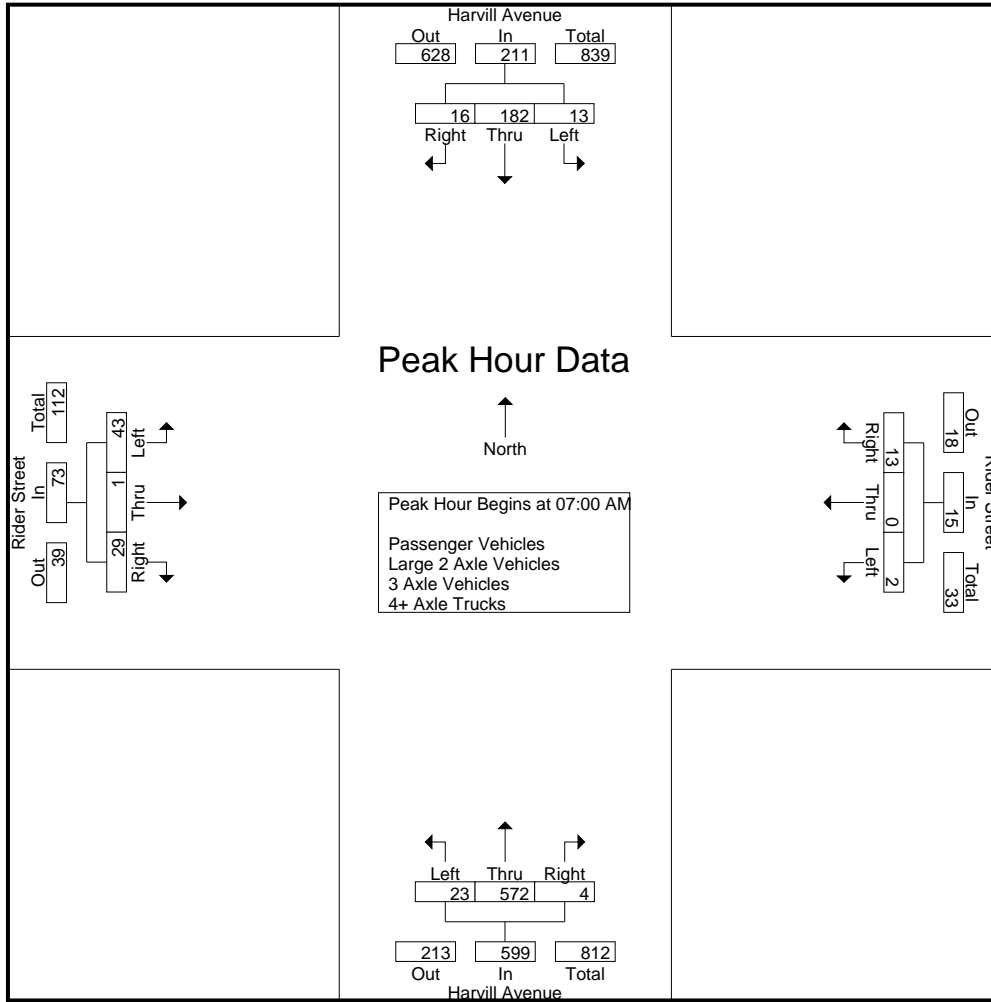 Harvill Avenue
Out In Total
628 211 839
16 182 13
Right Thru Left
Peak Hour Data
North
Peak Hour Begins at 07:00 AM
Passenger Vehicles
Large 2 Axle Vehicles
3 Axle Vehicles
4+ Axle Trucks
Rider Street
Out In Total
39 73 112
Right Thru Left
29 1 43
Rider Street
Out In Total
18 15 33
Right Thru Left
13 0 2
Left Thru Right
23 572 4
213 599 812
Out In Total
Harvill Avenue